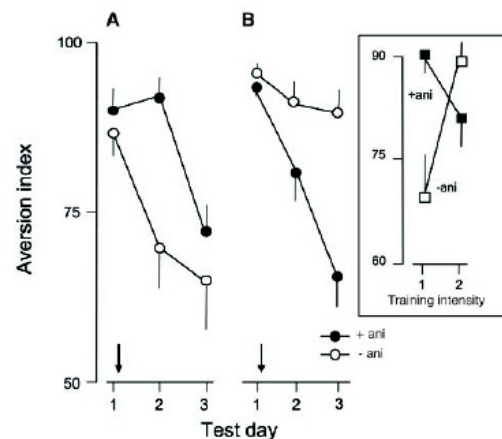 A
B
100
75
50
Aversion index
1 2 3
1 2 3
Test day
+ ani
- ani
90
75
60
+ani
-ani
1 2
Training intensity